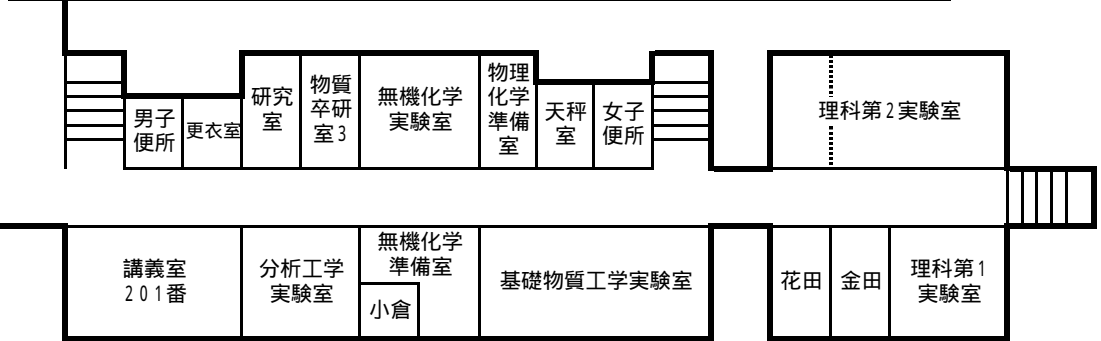 男子
便所
更衣室
研究
室
物質
卒研
室3
無機化学
実験室
物理
化学
準備
室
天秤
室
女子
便所
理科第2実験室
講義室
201番
分析工学
実験室
無機化学
準備室
小倉
基礎物質工学実験室
花田
金田
理科第1
実験室